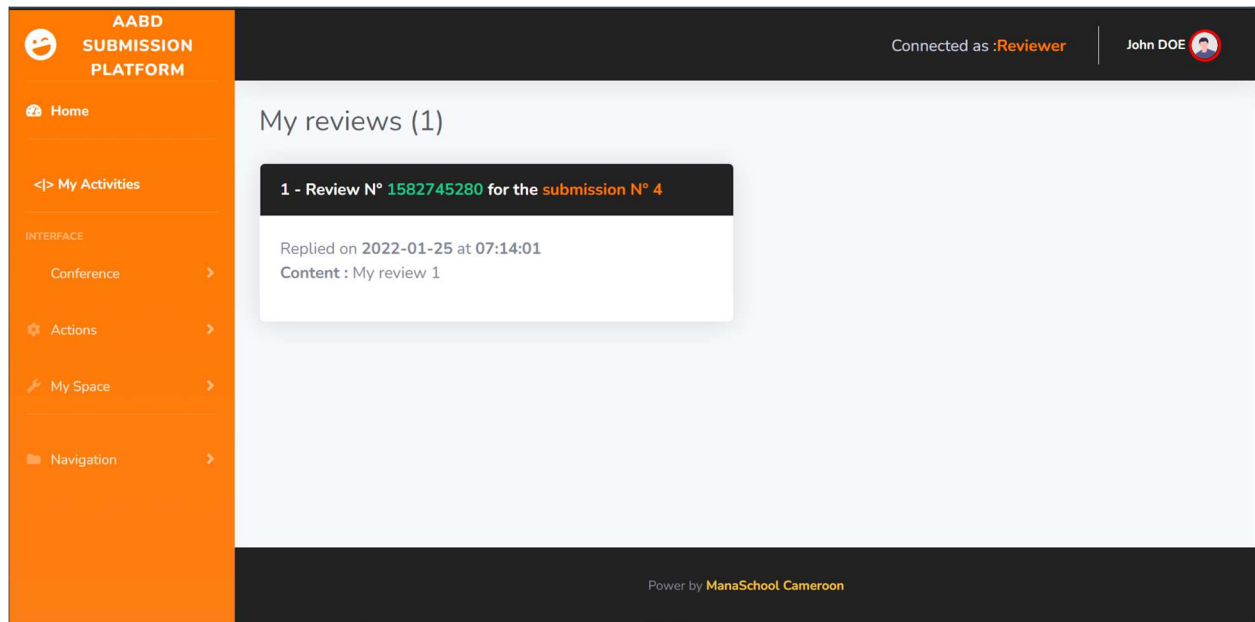 AABD
SUBMISSION
PLATFORM
Connected as :Reviewer
John DOE
Home
<|> My Activities
INTERFACE
Conference
Actions
My Space
Navigation
My reviews (1)
1 - Review N° 1582745280 for the submission N° 4
Replied on 2022-01-25 at 07:14:01
Content : My review 1
Power by ManaSchool Cameroon